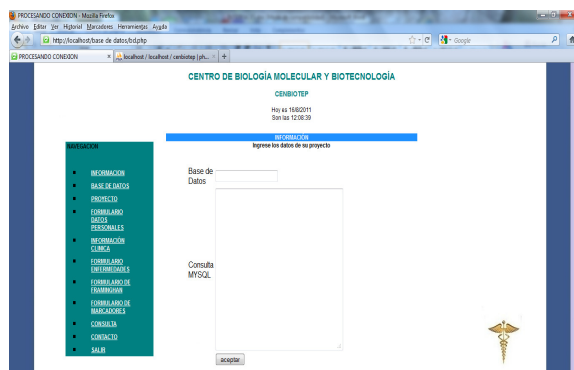 PROCESANDO CONEXION - Mozilla Firefox
Archivo Editar Ver Historial Marcadores Herramientas Ayuda
http://localhost/base de datos/bd.php
Google
PROCESANDO CONEXION
localhost / localhost / cenbiotep | ph...
CENTRO DE BIOLOGÍA MOLECULAR Y BIOTECNOLOGÍA
CENBIOTEP
Hoy es 16/8/2011
Son las 12:08:39
INFORMACIÓN
Ingrese los datos de su proyecto
NAVEGACION
INFORMACION
BASE DE DATOS
PROYECTO
FORMULARIO
DATOS
PERSONALES
INFORMACIÓN
CLINICA
FORMULARIO
ENFERMEDADES
FORMULARIO DE
FRAMINGHAN
FORMULARIO DE
MARCADORES
CONSULTA
CONTACTO
SALIR
Base de
Datos
Consulta
MYSQL
aceptar